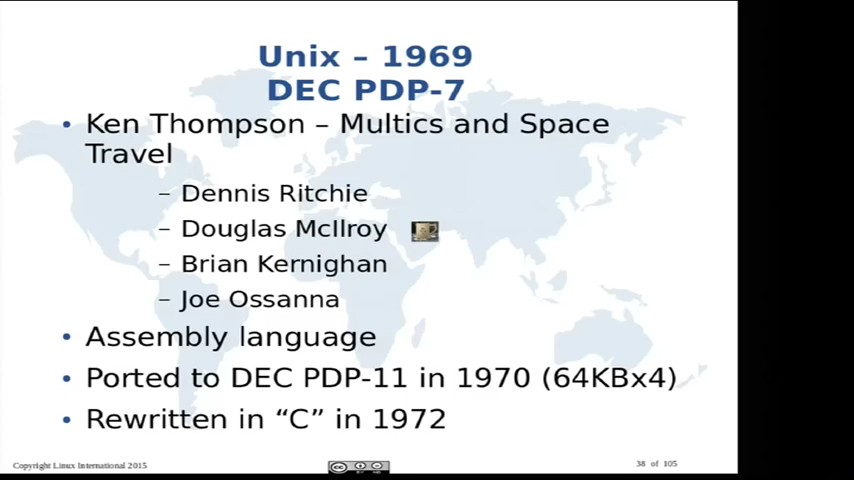 Unix – 1969
DEC PDP-7
• Ken Thompson – Multics and Space
Travel
– Dennis Ritchie
– Douglas McIlroy
– Brian Kernighan
– Joe Ossanna
• Assembly language
• Ported to DEC PDP-11 in 1970 (64KBx4)
• Rewritten in “C” in 1972
Copyright Linux International 2015
38 of 105